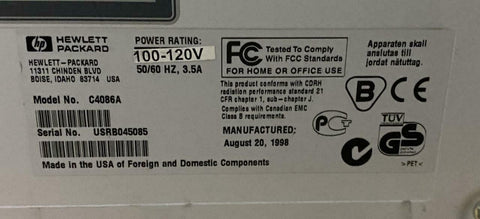 hp HEWLETT
PACKARD
HEWLETT-PACKARD
11311 CHINDEN BLVD
BOISE, IDAHO 83714 USA
POWER RATING:
100-120V
50/60 HZ, 3.5A
Model No. C4086A
Serial No. USRB045085
Made in the USA of Foreign and Domestic Components
FC Tested To Comply
With FCC Standards
FOR HOME OR OFFICE USE
This product conforms with CDRH
radiation performance standard 21
CFR chapter 1, sub-chapter J.
Complies with Canadian EMC
Class B requirements.
MANUFACTURED:
August 20, 1998
Apparaten skall
anslutas till
jordat nätuttag.
B CE
TÜV
GS
>PET<